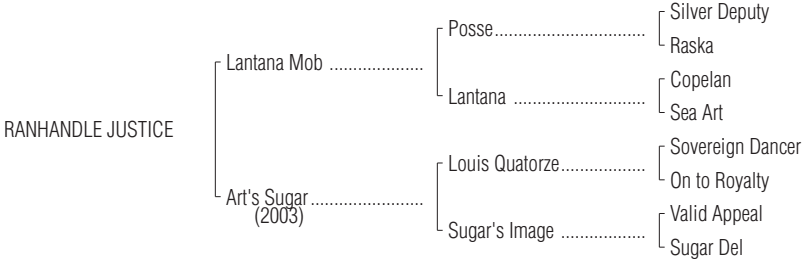 Silver Deputy
Posse..............................
Raska
Lantana Mob ...................
Copelan
Lantana ..........................
Sea Art
RANHANDLE JUSTICE
Sovereign Dancer
Louis Quatorze.................
On to Royalty
Art's Sugar.......................
(2003)
Valid Appeal
Sugar's Image .................
Sugar Del